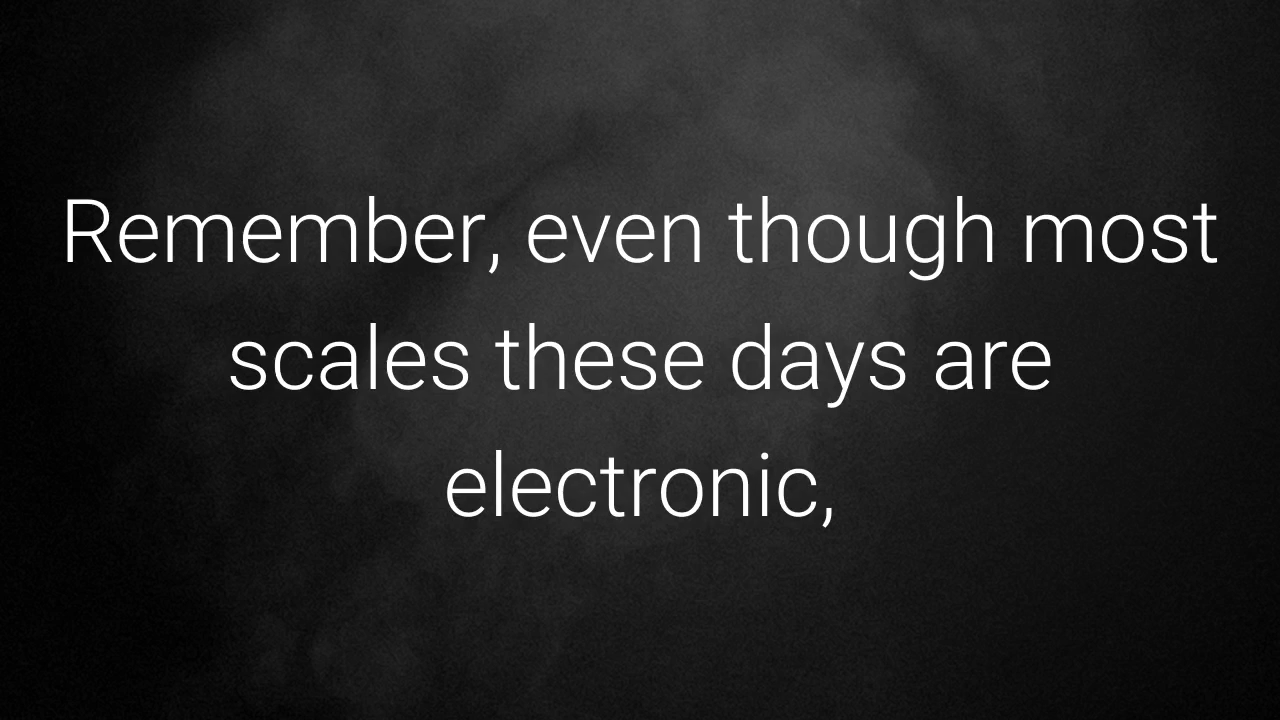 Remember, even though most
scales these days are
electronic,